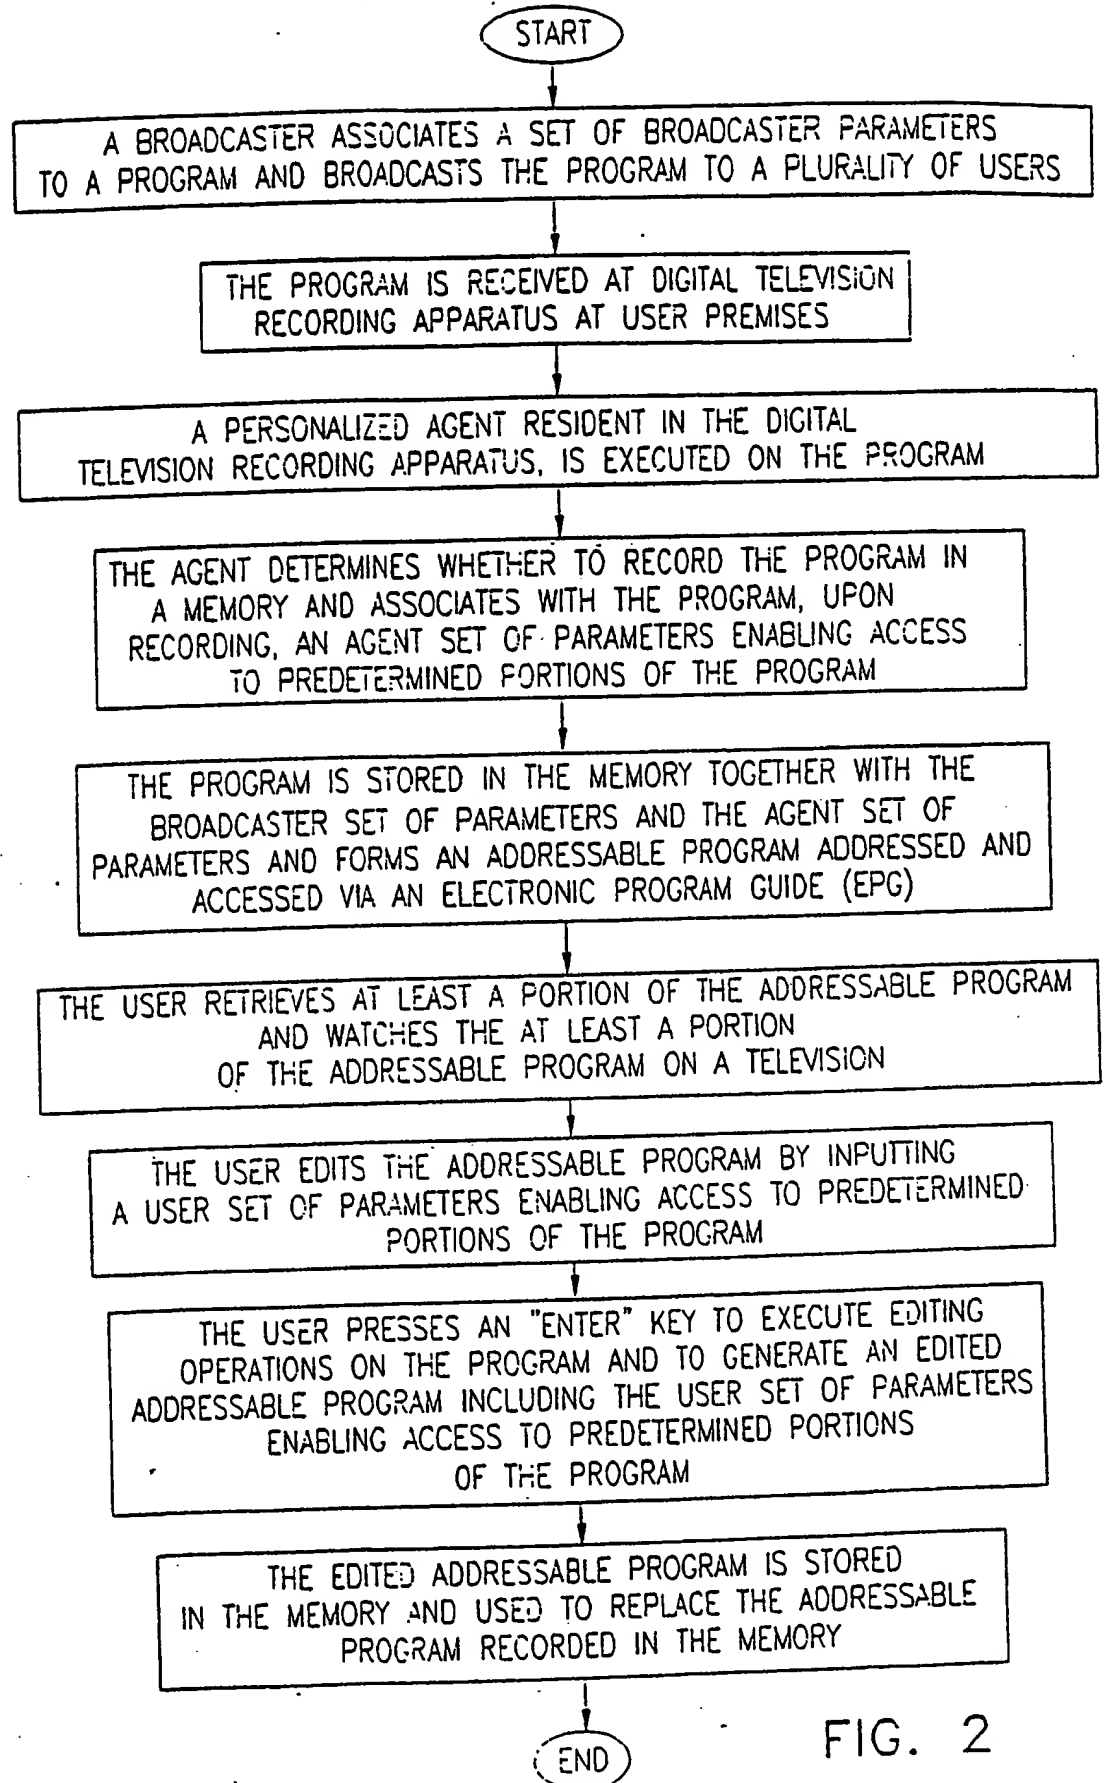 START
A BROADCASTER ASSOCIATES A SET OF BROADCASTER PARAMETERS
TO A PROGRAM AND BROADCASTS THE PROGRAM TO A PLURALITY OF USERS
THE PROGRAM IS RECEIVED AT DIGITAL TELEVISION
RECORDING APPARATUS AT USER PREMISES
A PERSONALIZED AGENT RESIDENT IN THE DIGITAL
TELEVISION RECORDING APPARATUS, IS EXECUTED ON THE PROGRAM
THE AGENT DETERMINES WHETHER TO RECORD THE PROGRAM IN
A MEMORY AND ASSOCIATES WITH THE PROGRAM, UPON
RECORDING, AN AGENT SET OF PARAMETERS ENABLING ACCESS
TO PREDETERMINED PORTIONS OF THE PROGRAM
THE PROGRAM IS STORED IN THE MEMORY TOGETHER WITH THE
BROADCASTER SET OF PARAMETERS AND THE AGENT SET OF
PARAMETERS AND FORMS AN ADDRESSABLE PROGRAM ADDRESSED AND
ACCESSED VIA AN ELECTRONIC PROGRAM GUIDE (EPG)
THE USER RETRIEVES AT LEAST A PORTION OF THE ADDRESSABLE PROGRAM
AND WATCHES THE AT LEAST A PORTION
OF THE ADDRESSABLE PROGRAM ON A TELEVISION
THE USER EDITS THE ADDRESSABLE PROGRAM BY INPUTTING
A USER SET OF PARAMETERS ENABLING ACCESS TO PREDETERMINED
PORTIONS OF THE PROGRAM
THE USER PRESSES AN "ENTER" KEY TO EXECUTE EDITING
OPERATIONS ON THE PROGRAM AND TO GENERATE AN EDITED
ADDRESSABLE PROGRAM INCLUDING THE USER SET OF PARAMETERS
ENABLING ACCESS TO PREDETERMINED PORTIONS
OF THE PROGRAM
THE EDITED ADDRESSABLE PROGRAM IS STORED
IN THE MEMORY AND USED TO REPLACE THE ADDRESSABLE
PROGRAM RECORDED IN THE MEMORY
END
FIG. 2